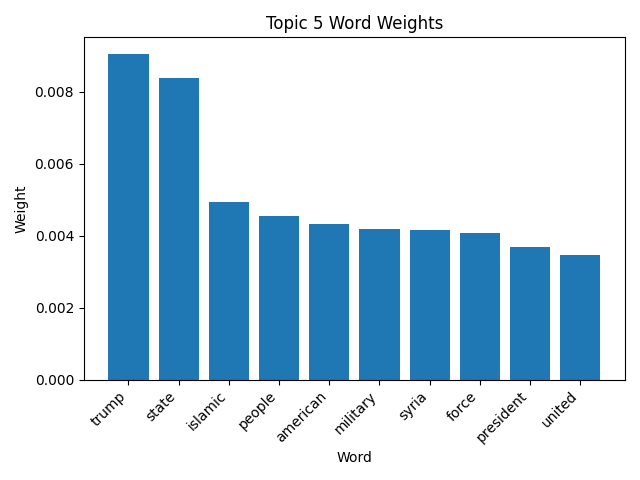 Topic 5 Word Weights
Weight
0.008
0.006
0.004
0.002
0.000
trump
state
islamic
people
american
military
syria
force
president
united
Word